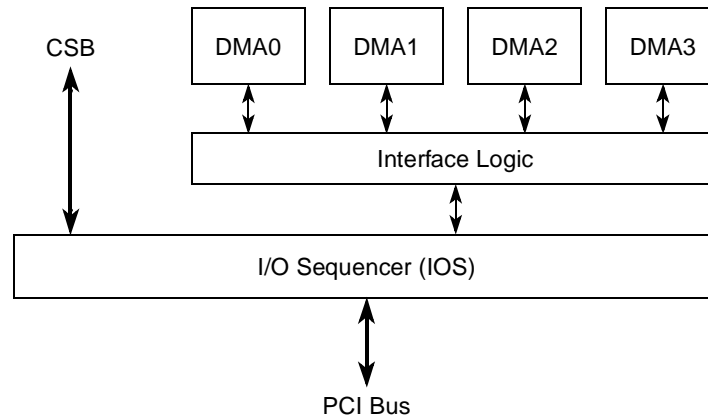 CSB
DMA0
DMA1
DMA2
DMA3
Interface Logic
I/O Sequencer (IOS)
PCI Bus